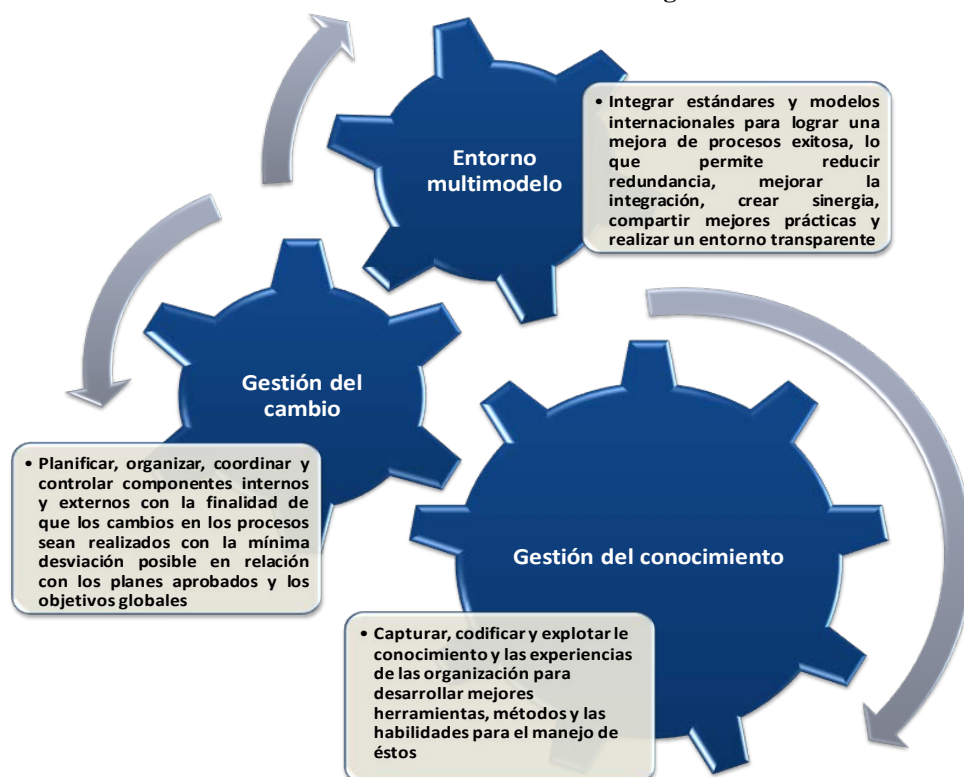 Entorno
multimodelo
• Integrar estándares y modelos
internacionales para lograr una
mejora de procesos exitosa, lo
que permite reducir
redundancia, mejorar la
integración, crear sinergia,
compartir mejores prácticas y
realizar un entorno transparente
Gestión del
cambio
• Planificar, organizar, coordinar y
controlar componentes internos
y externos con la finalidad de
que los cambios en los procesos
sean realizados con la mínima
desviación posible en relación
con los planes aprobados y los
objetivos globales
Gestión del conocimiento
• Capturar, codificar y explotar le
conocimiento y las experiencias
de las organización para
desarrollar mejores
herramientas, métodos y las
habilidades para el manejo de
éstos